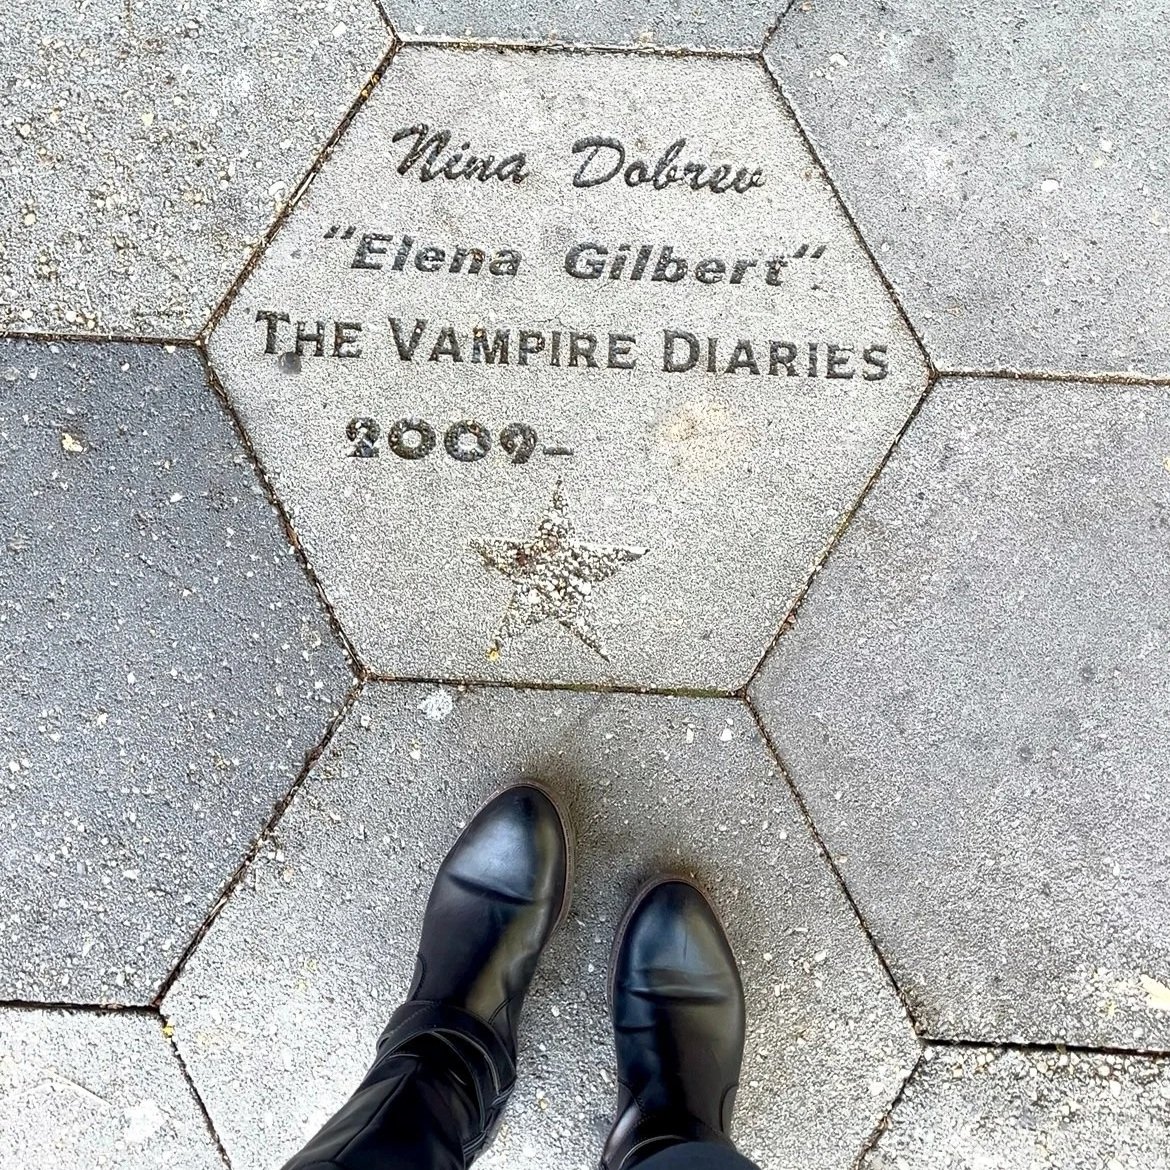 Nina Dobrev
"Elena Gilbert"
THE VAMPIRE DIARIES
2009-